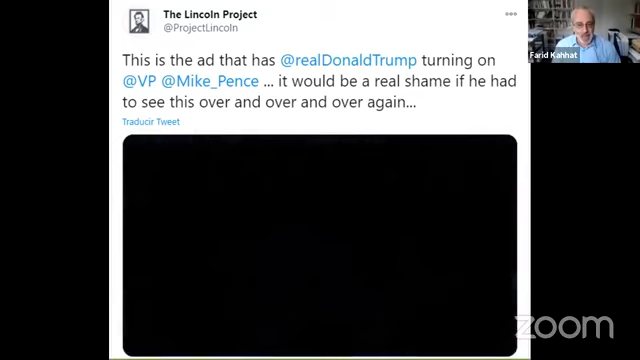 The Lincoln Project
@ProjectLincoln
This is the ad that has @realDonaldTrump turning on
@VP @Mike_Pence ... it would be a real shame if he had
to see this over and over and over again...
Traducir Tweet
Farid Kahhat
zoom